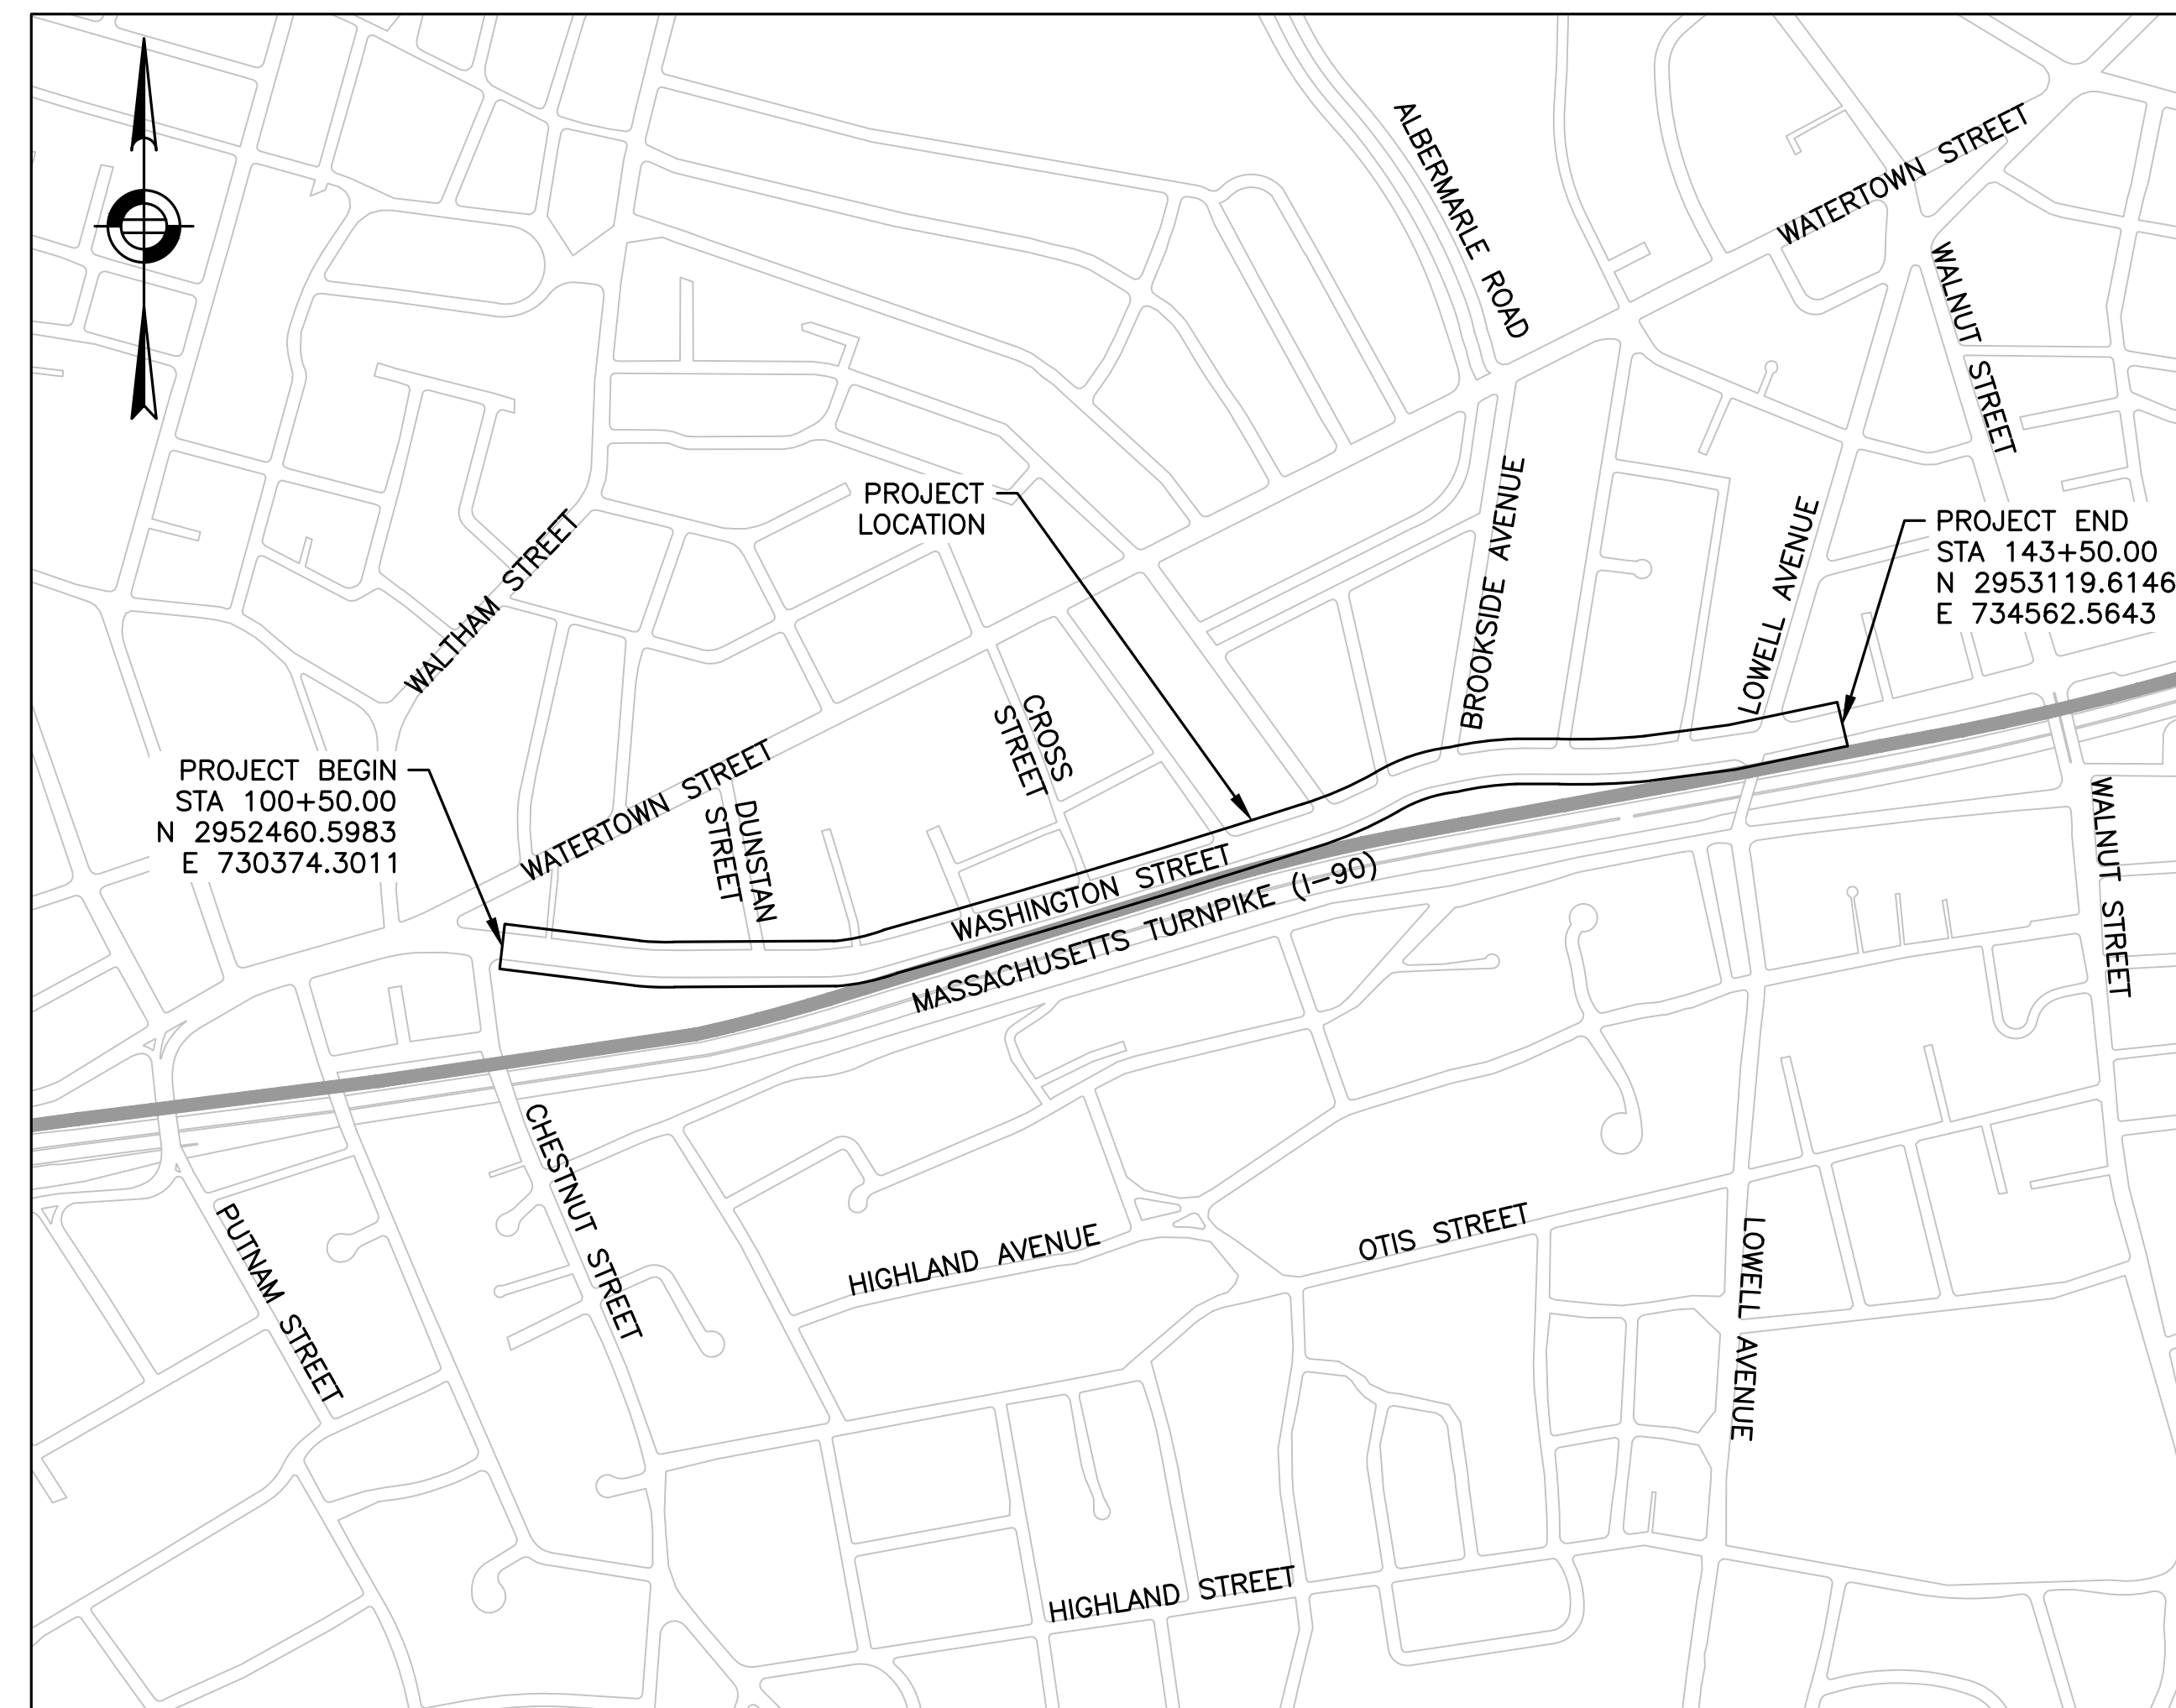 ALBERMARLE ROAD
WATERTOWN STREET
WALNUT STREET
PROJECT
LOCATION
BROOKSIDE AVENUE
LOWELL AVENUE
PROJECT END
STA 143+50.00
N 2953119.6146
E 734562.5643
WALTHAM STREET
CROSS
STREET
PROJECT BEGIN
STA 100+50.00
N 2952460.5983
E 730374.3011
WATERTOWN STREET
DUNSTAN
STREET
WASHINGTON STREET
MASSACHUSETTS TURNPIKE (I-90)
WALNUT STREET
CHESTNUT STREET
PUTNAM STREET
HIGHLAND AVENUE
OTIS STREET
LOWELL AVENUE
HIGHLAND STREET